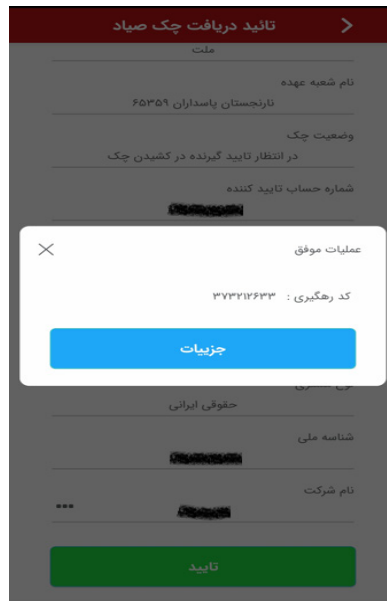 تائید دریافت چک صیاد
ملت
نام شعبه عهده
نارنجستان پاسداران ۶۵۳۵۹
وضعیت چک
در انتظار تایید گیرنده در کشیدن چک
شماره حساب تایید کننده
عملیات موفق
کد رهگیری : ۳۷۳۲۱۲۶۳۳
جزییات
حقوقی ایرانی
شناسه ملی
نام شرکت
تایید